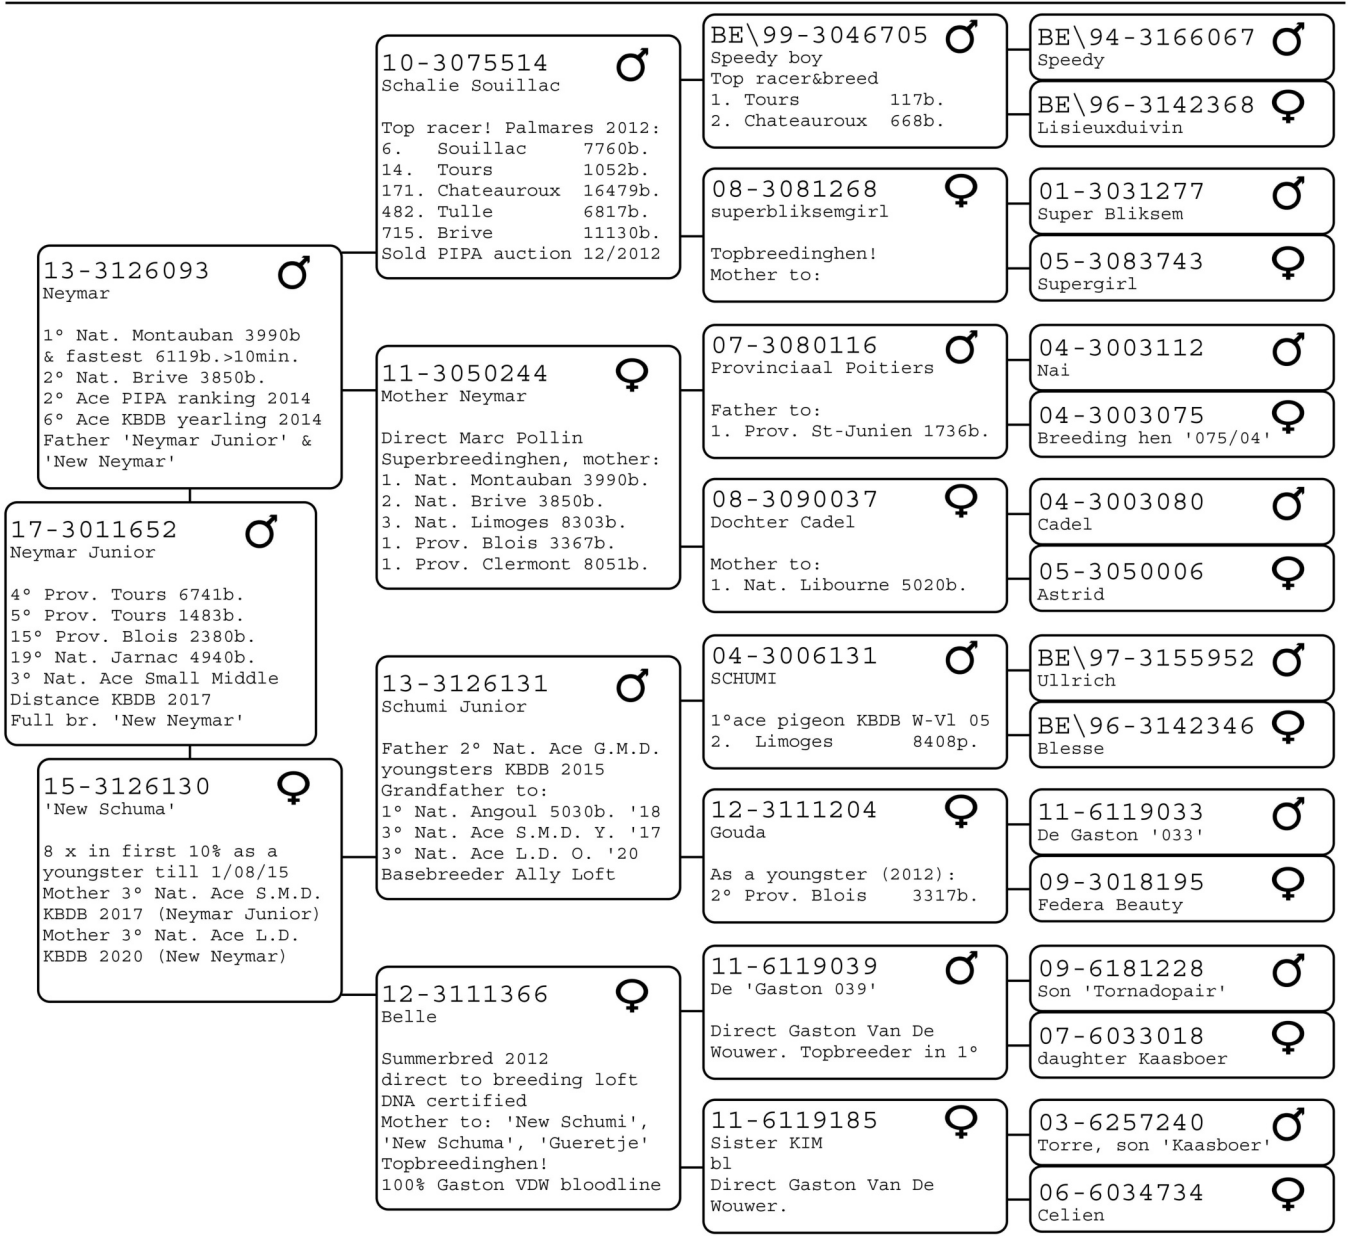 13-3126093
Neymar
1° Nat. Montauban 3990b
& fastest 6119b.>10min.
2° Nat. Brive 3850b.
2° Ace PIPA ranking 2014
6° Ace KBDB yearling 2014
Father 'Neymar Junior' &
'New Neymar'
17-3011652
Neymar Junior
4° Prov. Tours 6741b.
5° Prov. Tours 1483b.
15° Prov. Blois 2380b.
19° Nat. Jarnac 4940b.
3° Nat. Ace Small Middle
Distance KBDB 2017
Full br. 'New Neymar'
15-3126130
'New Schuma'
8 x in first 10% as a
youngster till 1/08/15
Mother 3° Nat. Ace S.M.D.
KBDB 2017 (Neymar Junior)
Mother 3° Nat. Ace L.D.
KBDB 2020 (New Neymar)
10-3075514
Schalie Souillac
Top racer! Palmares 2012:
6. Souillac 7760b.
14. Tours 1052b.
171. Chateauroux 16479b.
482. Tulle 6817b.
715. Brive 11130b.
Sold PIPA auction 12/2012
11-3050244
Mother Neymar
Direct Marc Pollin
Superbreedinghen, mother:
1. Nat. Montauban 3990b.
2. Nat. Brive 3850b.
3. Nat. Limoges 8303b.
1. Prov. Blois 3367b.
1. Prov. Clermont 8051b.
13-3126131
Schumi Junior
Father 2° Nat. Ace G.M.D.
youngsters KBDB 2015
Grandfather to:
1° Nat. Angoul 5030b. '18
3° Nat. Ace S.M.D. Y. '17
3° Nat. Ace L.D. O. '20
Basebreeder Ally Loft
12-3111366
Belle
Summerbred 2012
direct to breeding loft
DNA certified
Mother to: 'New Schumi',
'New Schuma', 'Gueretje'
Topbreedinghen!
100% Gaston VDW bloodline
BE\99-3046705
Speedy boy
Top racer&breed
1. Tours 117b.
2. Chateauroux 668b.
08-3081268
superbliksemgirl
Topbreedinghen!
Mother to:
07-3080116
Provinciaal Poitiers
Father to:
1. Prov. St-Junien 1736b.
08-3090037
Dochter Cadel
Mother to:
1. Nat. Libourne 5020b.
04-3006131
SCHUMI
1°ace pigeon KBDB W-Vl 05
2. Limoges 8408p.
12-3111204
Gouda
As a youngster (2012):
2° Prov. Blois 3317b.
11-6119039
De 'Gaston 039'
Direct Gaston Van De
Wouwer. Topbreeder in 1°
11-6119185
Sister KIM
bl
Direct Gaston Van De
Wouwer.
BE\94-3166067
Speedy
BE\96-3142368
Lisieuxduivin
01-3031277
Super Bliksem
05-3083743
Supergirl
04-3003112
Nai
04-3003075
Breeding hen '075/04'
04-3003080
Cadel
05-3050006
Astrid
BE\97-3155952
Ullrich
BE\96-3142346
Blesse
11-6119033
De Gaston '033'
09-3018195
Federa Beauty
09-6181228
Son 'Tornadopair'
07-6033018
daughter Kaasboer
03-6257240
Torre, son 'Kaasboer'
06-6034734
Celien